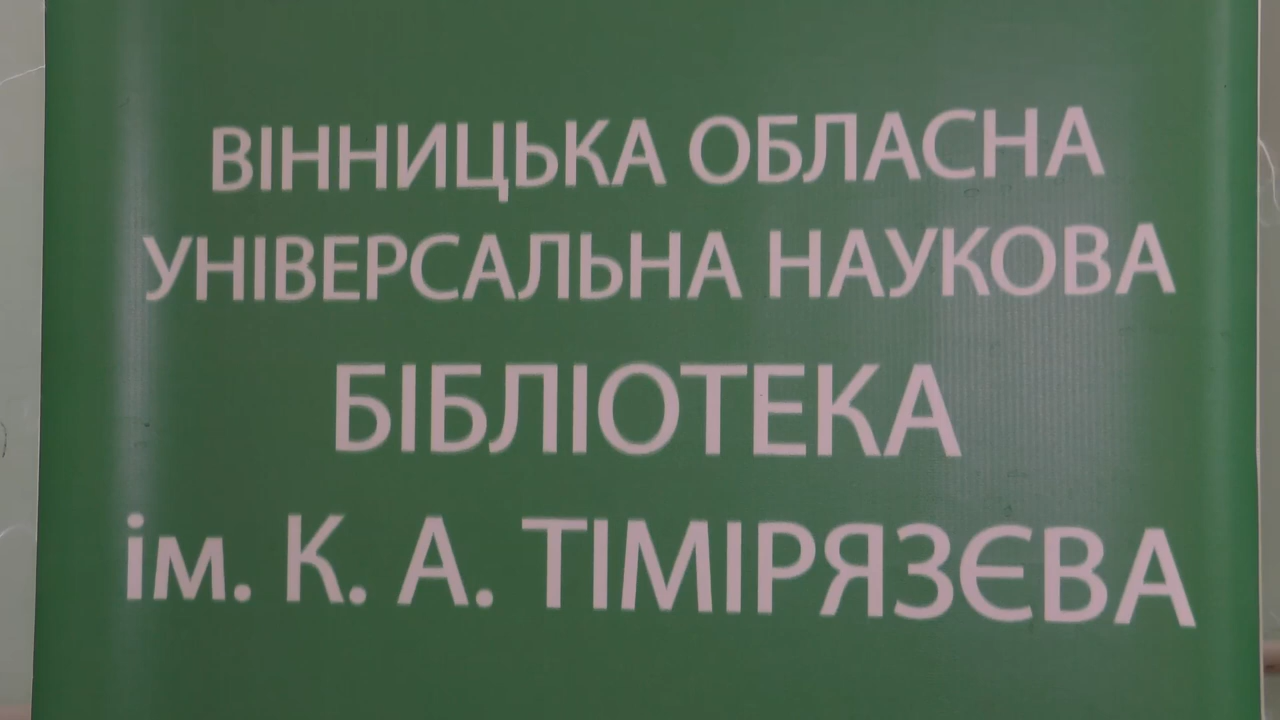 ВІННИЦЬКА ОБЛАСНА
УНІВЕРСАЛЬНА НАУКОВА
БІБЛІОТЕКА
ім. К. А. ТІМІРЯЗЄВА